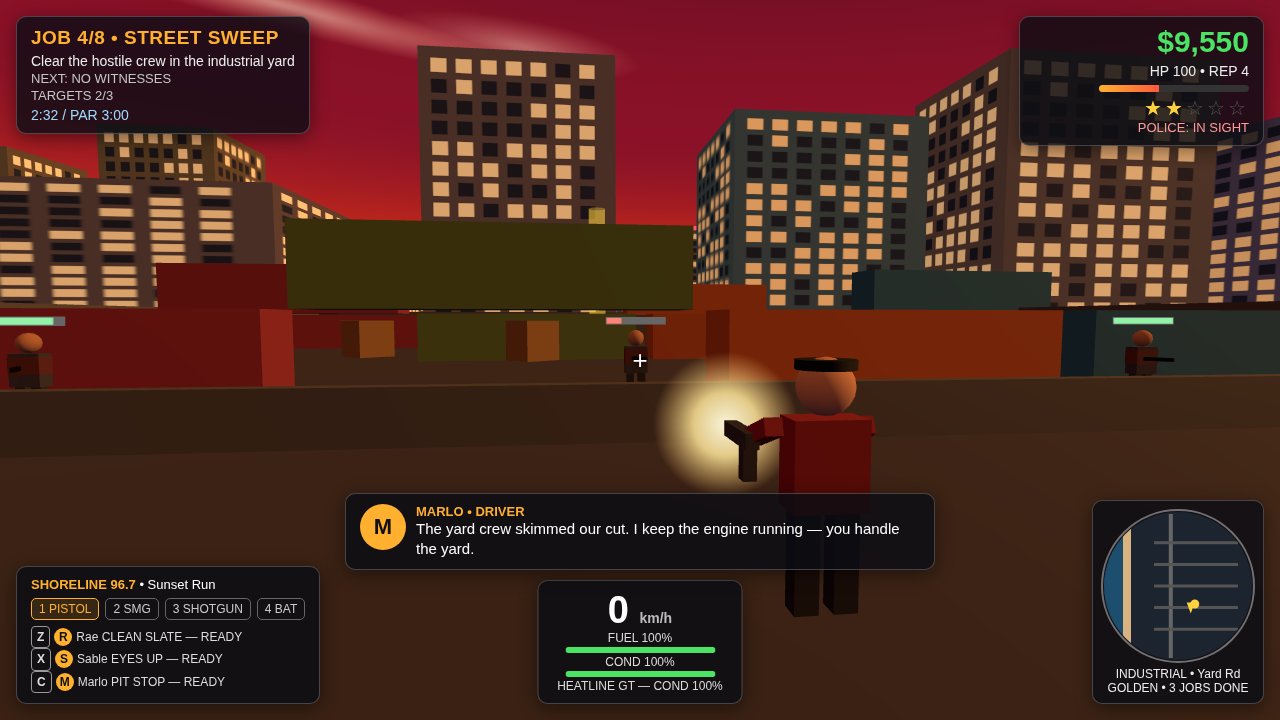 JOB 4/8 • STREET SWEEP
Clear the hostile crew in the industrial yard
NEXT: NO WITNESSES
TARGETS 2/3
2:32 / PAR 3:00
$9,550
HP 100 • REP 4
★★☆☆☆
POLICE: IN SIGHT
M
MARLO • DRIVER
The yard crew skimmed our cut. I keep the engine running — you handle
the yard.
SHORELINE 96.7 • Sunset Run
1 PISTOL 2 SMG 3 SHOTGUN 4 BAT
Z R Rae CLEAN SLATE — READY
X S Sable EYES UP — READY
C M Marlo PIT STOP — READY
0 km/h
FUEL 100%
COND 100%
HEATLINE GT — COND 100%
INDUSTRIAL • Yard Rd
GOLDEN • 3 JOBS DONE